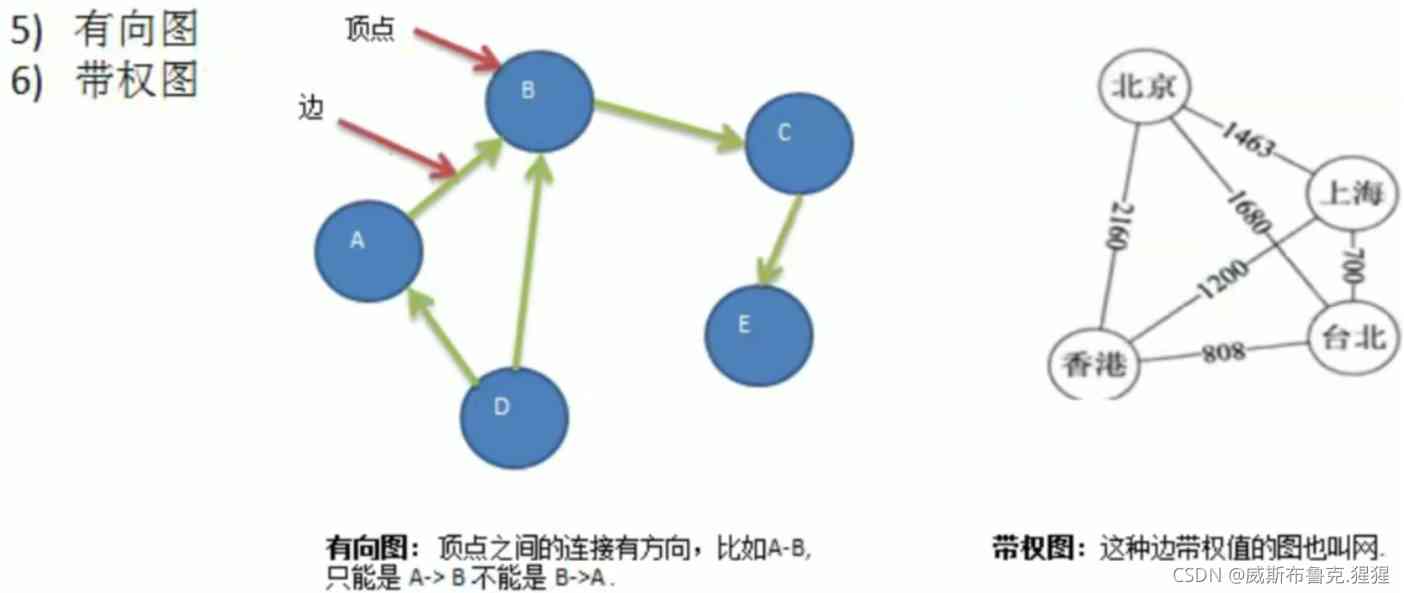 5) 有向图
6) 带权图
顶点
边
B
C
A
E
D
北京
1463
上海
2160
1680
1200
700
香港
808
台北
有向图：顶点之间的连接有方向，比如A-B,
只能是 A-> B 不能是 B->A .
带权图：这种边带权值的图也叫网.
CSDN @威斯布鲁克.猩猩